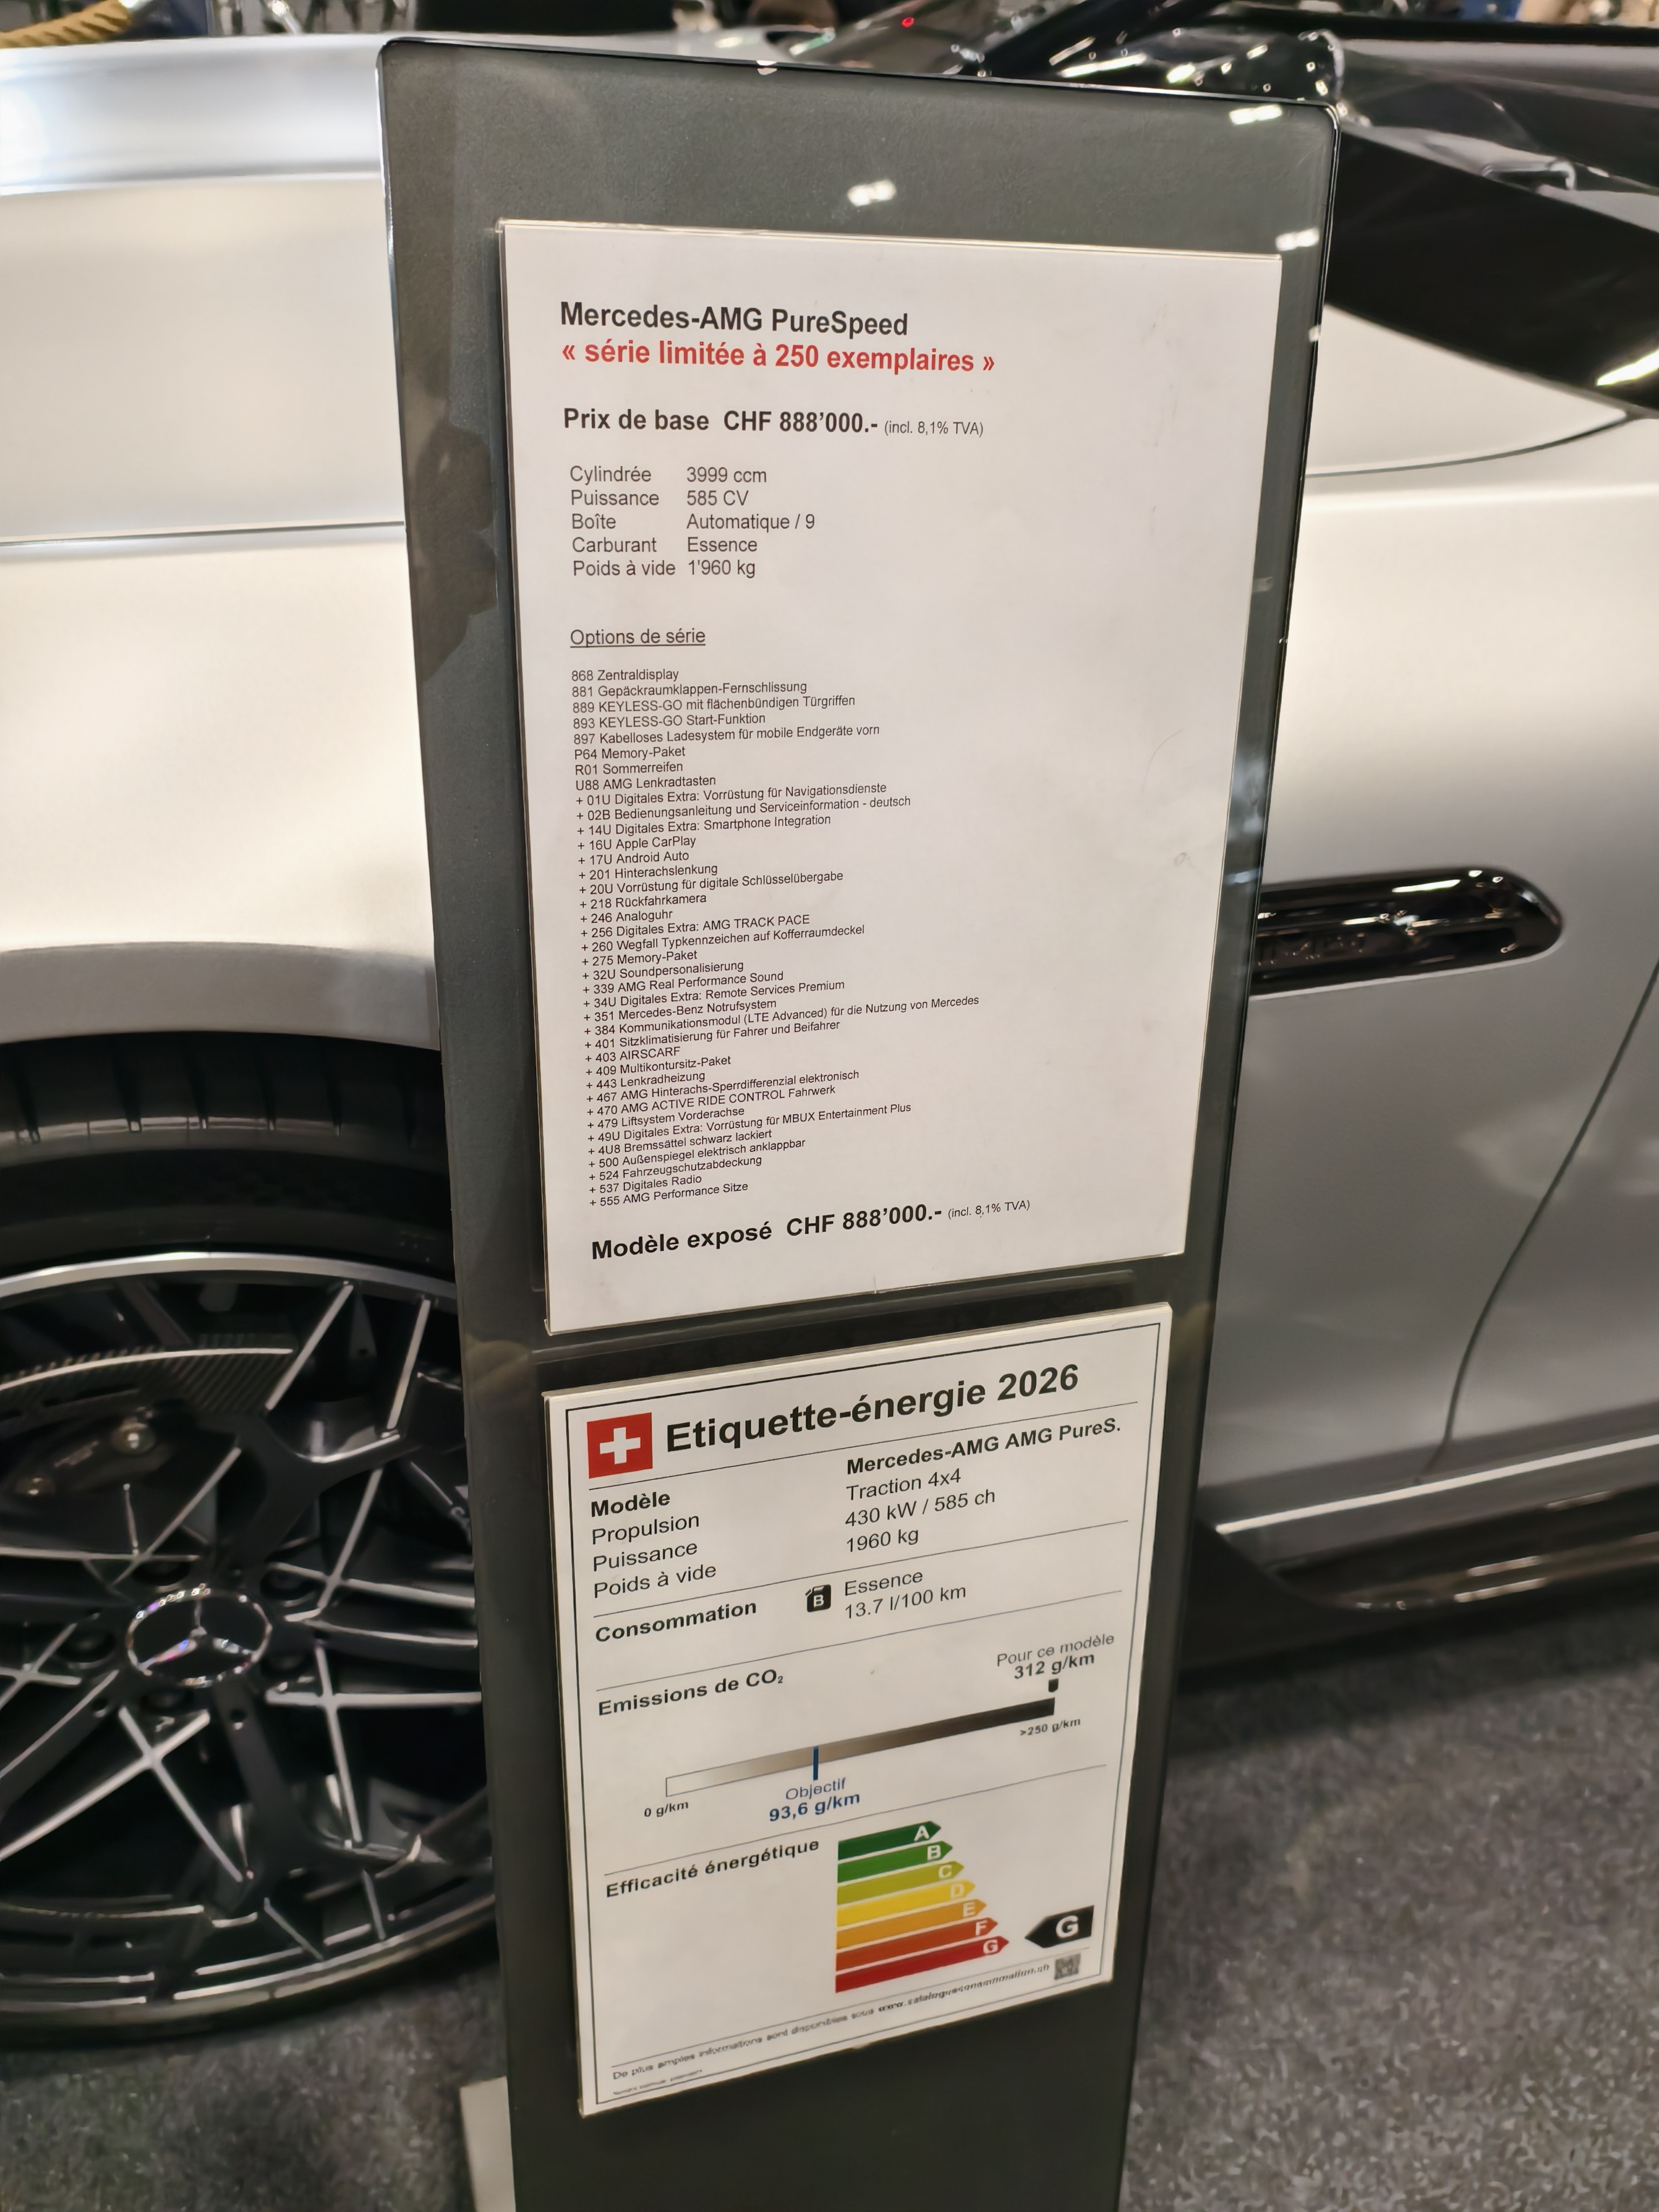 Mercedes-AMG PureSpeed
« série limitée à 250 exemplaires »
Prix de base CHF 888’000.- (incl. 8,1% TVA)
Cylindrée 3999 ccm
Puissance 585 CV
Boîte Automatique / 9
Carburant Essence
Poids à vide 1'960 kg
Options de série
868 Zentraldisplay
881 Gepäckraumklappen-Fernschlissung
889 KEYLESS-GO mit flächenbündigen Türgriffen
893 KEYLESS-GO Start-Funktion
897 Kabelloses Ladesystem für mobile Endgeräte vorn
P64 Memory-Paket
R01 Sommerreifen
U88 AMG Lenkradtasten
+ 01U Digitales Extra: Vorrüstung für Navigationsdienste
+ 02B Bedienungsanleitung und Serviceinformation - deutsch
+ 14U Digitales Extra: Smartphone Integration
+ 16U Apple CarPlay
+ 17U Android Auto
+ 201 Hinterachslenkung
+ 20U Vorrüstung für digitale Schlüsselübergabe
+ 218 Rückfahrkamera
+ 246 Analoguhr
+ 256 Digitales Extra: AMG TRACK PACE
+ 260 Wegfall Typkennzeichen auf Kofferraumdeckel
+ 275 Memory-Paket
+ 32U Soundpersonalisierung
+ 339 AMG Real Performance Sound
+ 34U Digitales Extra: Remote Services Premium
+ 351 Mercedes-Benz Notrufsystem
+ 384 Kommunikationsmodul (LTE Advanced) für die Nutzung von Mercedes
+ 401 Sitzklimatisierung für Fahrer und Beifahrer
+ 403 AIRSCARF
+ 409 Multikontursitz-Paket
+ 443 Lenkradheizung
+ 467 AMG Hinterachs-Sperrdifferenzial elektronisch
+ 470 AMG ACTIVE RIDE CONTROL Fahrwerk
+ 479 Liftsystem Vorderachse
+ 49U Digitales Extra: Vorrüstung für MBUX Entertainment Plus
+ 4U8 Bremssättel schwarz lackiert
+ 500 Außenspiegel elektrisch anklappbar
+ 524 Fahrzeugschutzabdeckung
+ 537 Digitales Radio
+ 555 AMG Performance Sitze
Modèle exposé CHF 888’000.- (incl. 8,1% TVA)
Etiquette-énergie 2026
Modèle Mercedes-AMG AMG PureS.
Propulsion Traction 4x4
Puissance 430 kW / 585 ch
Poids à vide 1960 kg
Consommation B Essence
13.7 l/100 km
Emissions de CO₂
Pour ce modèle
312 g/km
>250 g/km
0 g/km
Objectif
93,6 g/km
Efficacité énergétique
A
B
C
D
E
F
G
G
De plus amples informations sont disponibles sous www.catalogueconsommation.ch